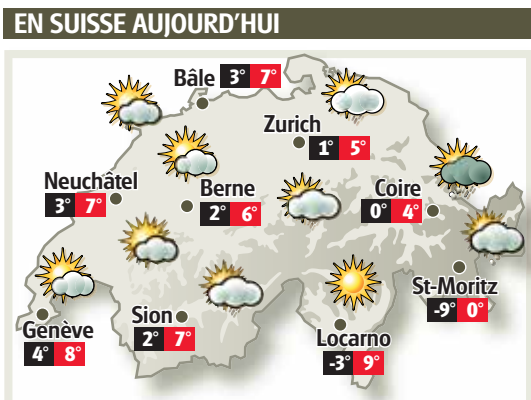 EN SUISSE AUJOURD'HUI
Bâle 3° 7°
Zurich
1° 5°
Neuchâtel
3° 7°
Berne
2° 6°
Coire
0° 4°
St-Moritz
-9° 0°
Sion
2° 7°
Genève
4° 8°
Locarno
-3° 9°